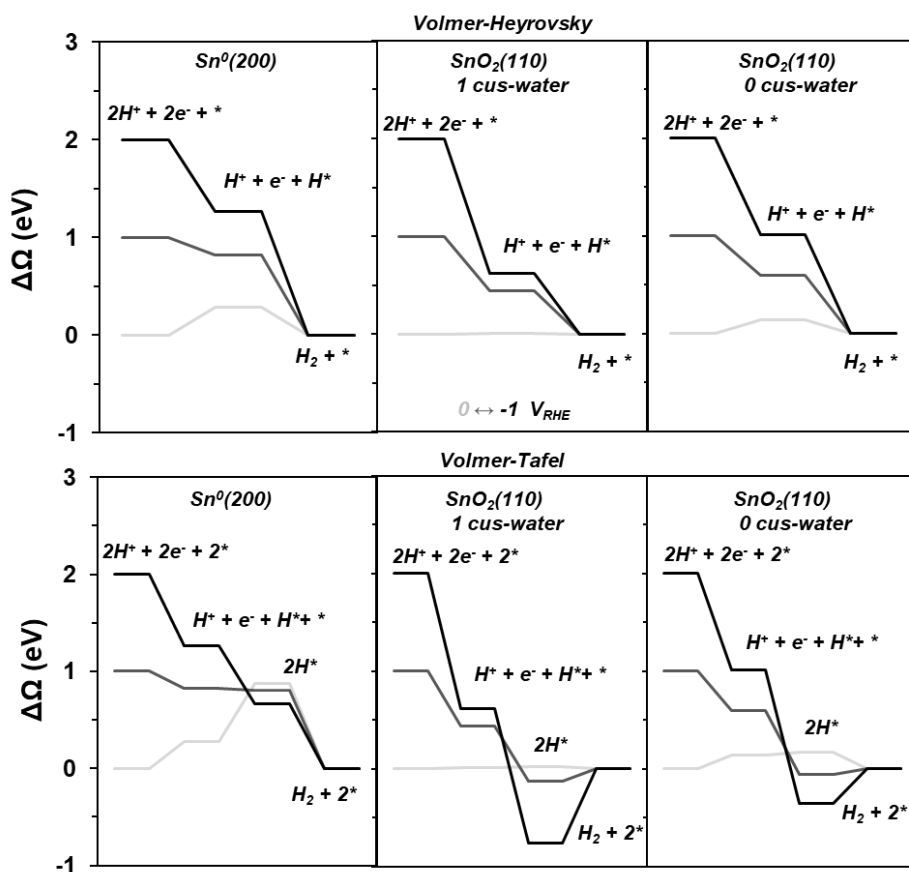 Volmer-Heyrovsky
Sn⁰(200)
SnO₂(110)
1 cus-water
SnO₂(110)
0 cus-water
ΔΩ (eV)
3
2
1
0
-1
2H⁺ + 2e⁻ + *
H⁺ + e⁻ + H*
H₂ + *
2H⁺ + 2e⁻ + *
H⁺ + e⁻ + H*
H₂ + *
0 ↔ -1 V_RHE
2H⁺ + 2e⁻ + *
H⁺ + e⁻ + H*
H₂ + *
Volmer-Tafel
Sn⁰(200)
SnO₂(110)
1 cus-water
SnO₂(110)
0 cus-water
ΔΩ (eV)
3
2
1
0
-1
2H⁺ + 2e⁻ + 2*
H⁺ + e⁻ + H*+ *
2H*
H₂ + 2*
2H⁺ + 2e⁻ + 2*
H⁺ + e⁻ + H*+ *
2H*
H₂ + 2*
2H⁺ + 2e⁻ + 2*
H⁺ + e⁻ + H*+ *
2H*
H₂ + 2*